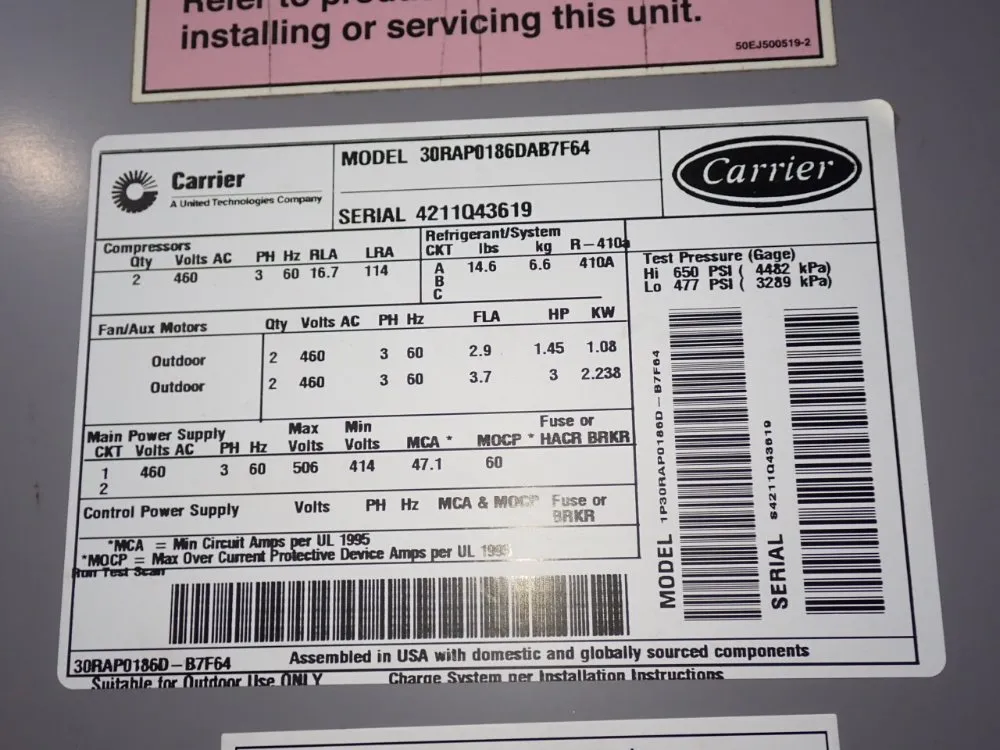 Refer to
installing or servicing this unit.
50EJ500519-2
Carrier
A United Technologies Company
MODEL 30RAP0186DAB7F64
SERIAL 4211Q43619
Carrier
Compressors
Qty Volts AC PH Hz RLA LRA
2 460 3 60 16.7 114
Refrigerant/System
CKT lbs kg R-410a
A 14.6 6.6 410A
B
C
Test Pressure (Gage)
Hi 650 PSI ( 4482 kPa)
Lo 477 PSI ( 3289 kPa)
Fan/Aux Motors Qty Volts AC PH Hz FLA HP KW
Outdoor 2 460 3 60 2.9 1.45 1.08
Outdoor 2 460 3 60 3.7 3 2.238
Main Power Supply
CKT Volts AC PH Hz Max Volts Min Volts MCA * MOCP * Fuse or HACR BRKR
1 460 3 60 506 414 47.1 60
2
Control Power Supply Volts PH Hz MCA & MOCP Fuse or BRKR
*MCA = Min Circuit Amps per UL 1995
*MOCP = Max Over Current Protective Device Amps per UL 1995
Run Test Scan
MODEL 1P30RAP0186D-B7F64
SERIAL S4211Q43619
30RAP0186D-B7F64 Assembled in USA with domestic and globally sourced components
Suitable for Outdoor Use ONLY Charge System per Installation Instructions